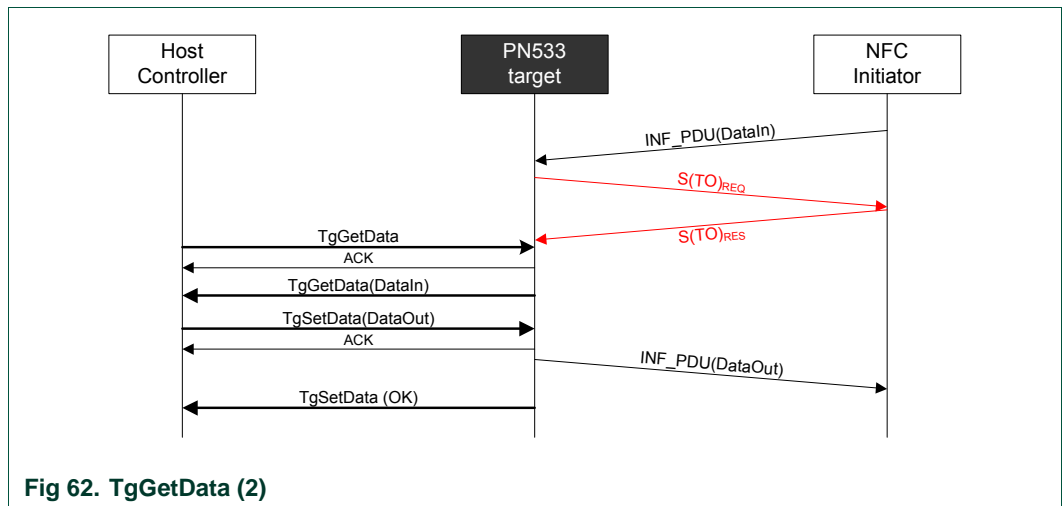 Host
Controller
PN533
target
NFC
Initiator
INF_PDU(DataIn)
S(TO)REQ
S(TO)RES
TgGetData
ACK
TgGetData(DataIn)
TgSetData(DataOut)
ACK
INF_PDU(DataOut)
TgSetData (OK)
Fig 62. TgGetData (2)